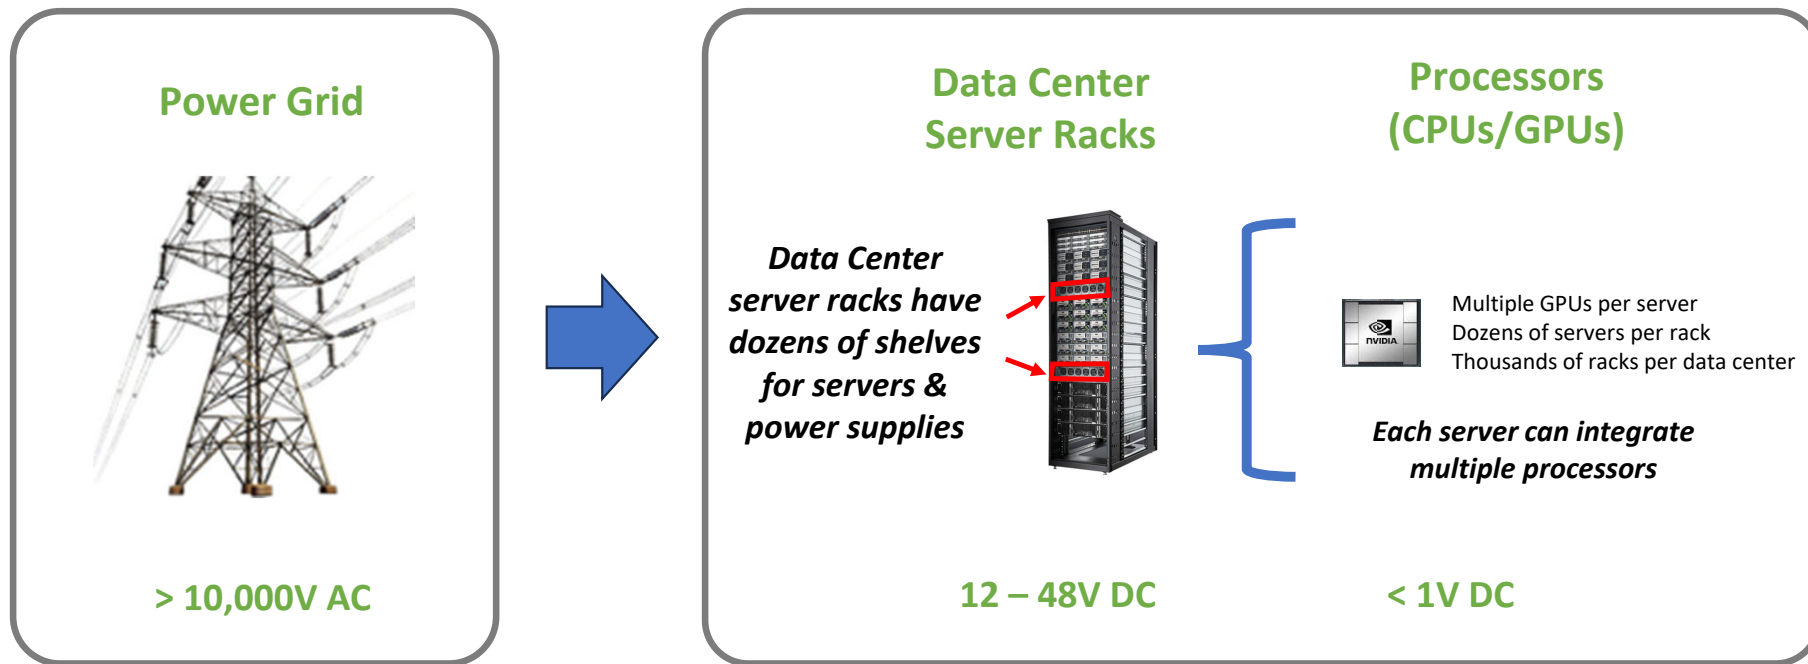 Power Grid
> 10,000V AC
Data Center
Server Racks
Data Center
server racks have
dozens of shelves
for servers &
power supplies
12 – 48V DC
Processors
(CPUs/GPUs)
NVIDIA
Multiple GPUs per server
Dozens of servers per rack
Thousands of racks per data center
Each server can integrate
multiple processors
< 1V DC